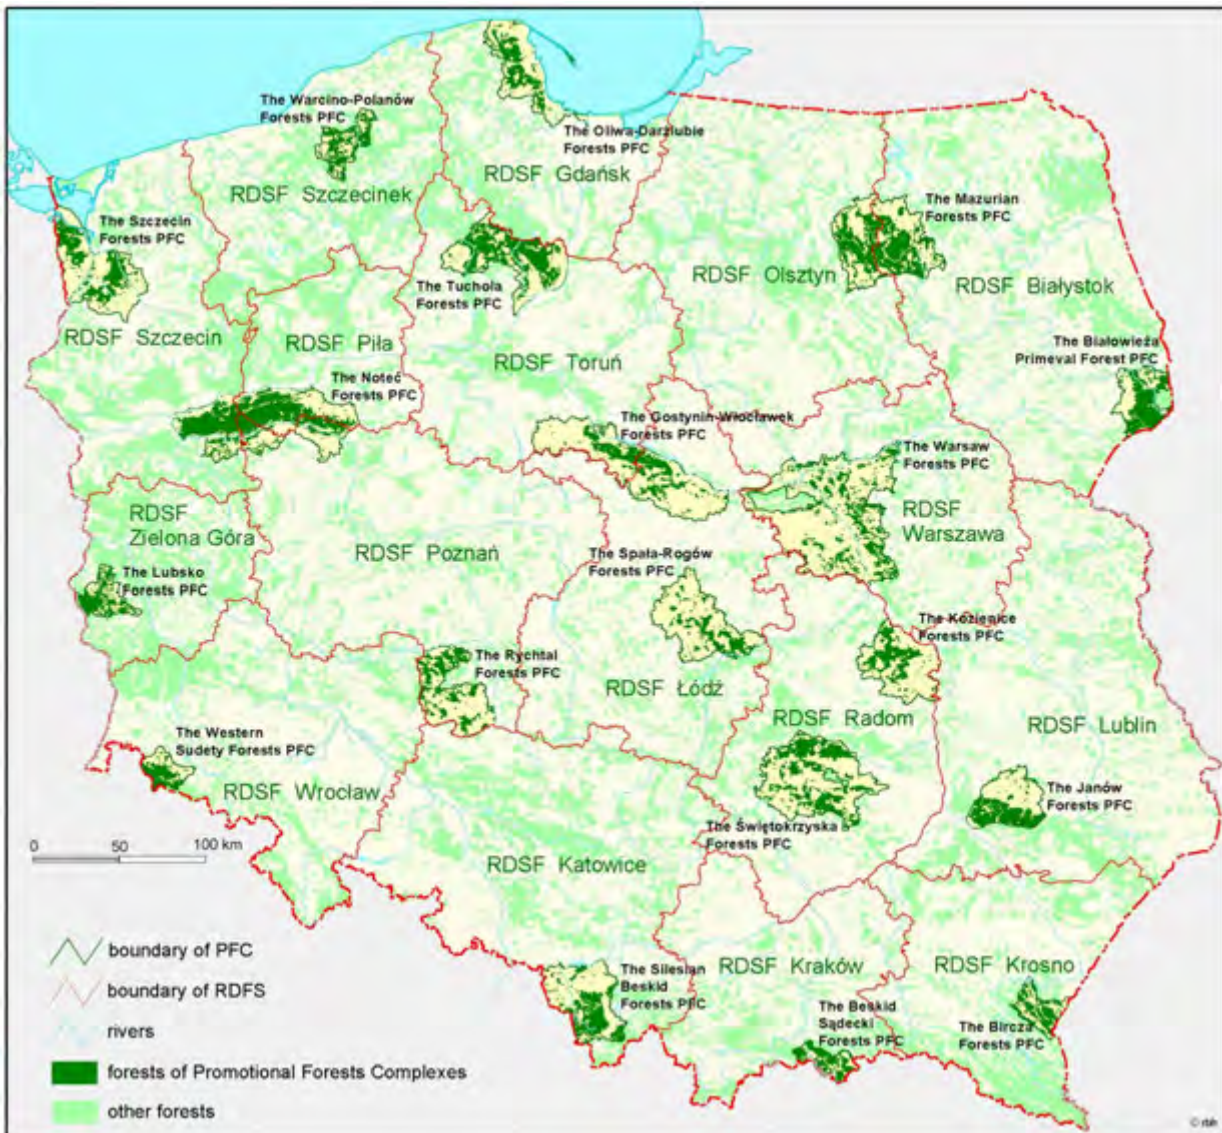 The Warcino-Polanów
Forests PFC
The Oliwa-Darżlubie
Forests PFC
RDSF Gdańsk
RDSF Szczecinek
The Mazurian
Forests PFC
The Szczecin
Forests PFC
The Tuchola
Forests PFC
RDSF Olsztyn
RDSF Białystok
RDSF Szczecin
RDSF Piła
RDSF Toruń
The Białowieża
Primeval Forest PFC
The Noteć
Forests PFC
The Gostynin-Włocławek
Forests PFC
The Warsaw
Forests PFC
RDSF
Zielona Góra
RDSF
Warszawa
RDSF Poznań
The Spała-Rogów
Forests PFC
The Lubsko
Forests PFC
The Kozienice
Forests PFC
The Rychtal
Forests PFC
RDSF Łódź
RDSF Radom
RDSF Lublin
The Western
Sudety Forests PFC
RDSF Wrocław
The Janów
Forests PFC
The Świętokrzyska
Forests PFC
0 50 100 km
RDSF Katowice
boundary of PFC
boundary of RDFS
rivers
forests of Promotional Forests Complexes
other forests
The Silesian
Beskid
Forests PFC
RDSF Kraków
RDSF Krosno
The Beskid
Sądecki
Forests PFC
The Bircza
Forests PFC